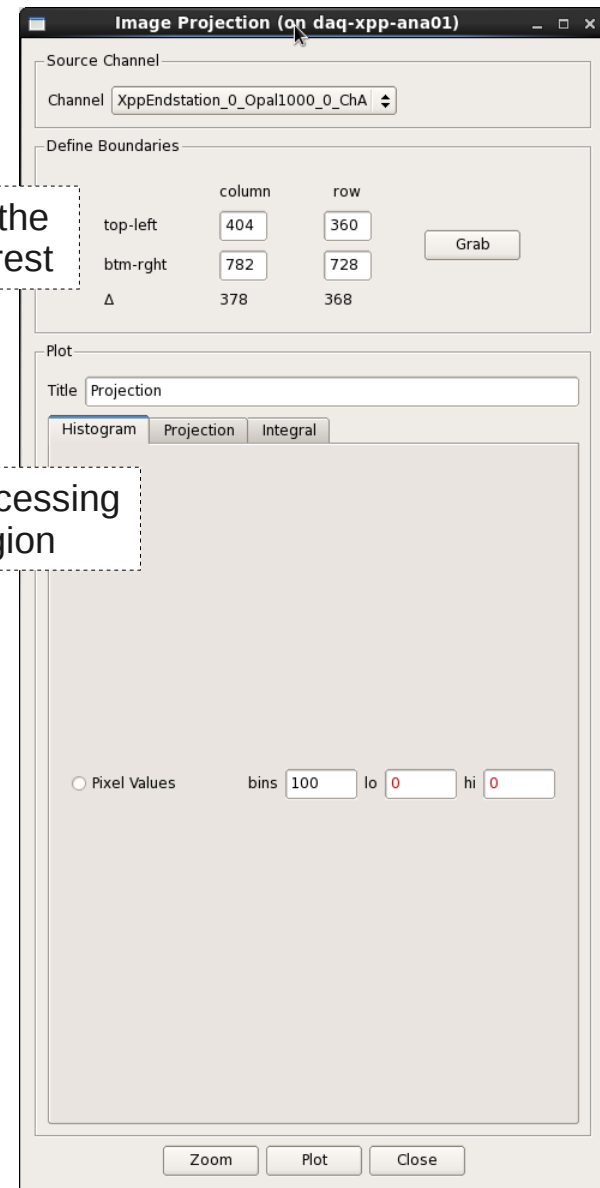 Image Projection (on daq-xpp-ana01)
Source Channel
Channel XppEndstation_0_Opal1000_0_ChA
Define Boundaries
column row
the
rest
top-left 404 360
Grab
btm-rght 782 728
Δ 378 368
Plot
Title Projection
Histogram Projection Integral
cessing
gion
Pixel Values bins 100 lo 0 hi 0
Zoom Plot Close